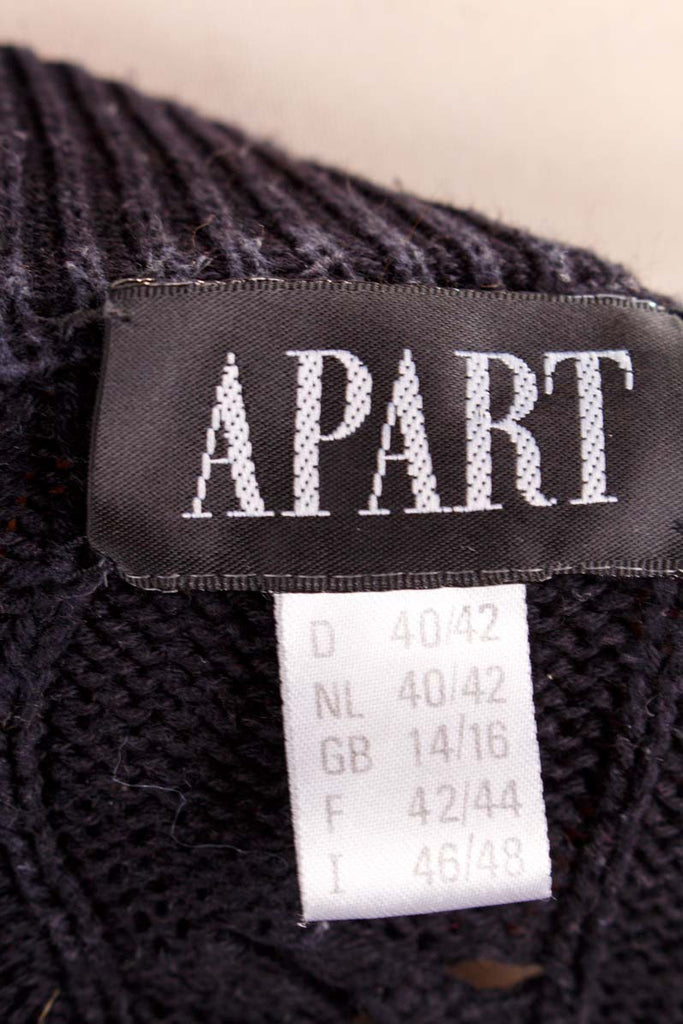 APART
D 40/42
NL 40/42
GB 14/16
F 42/44
I 46/48